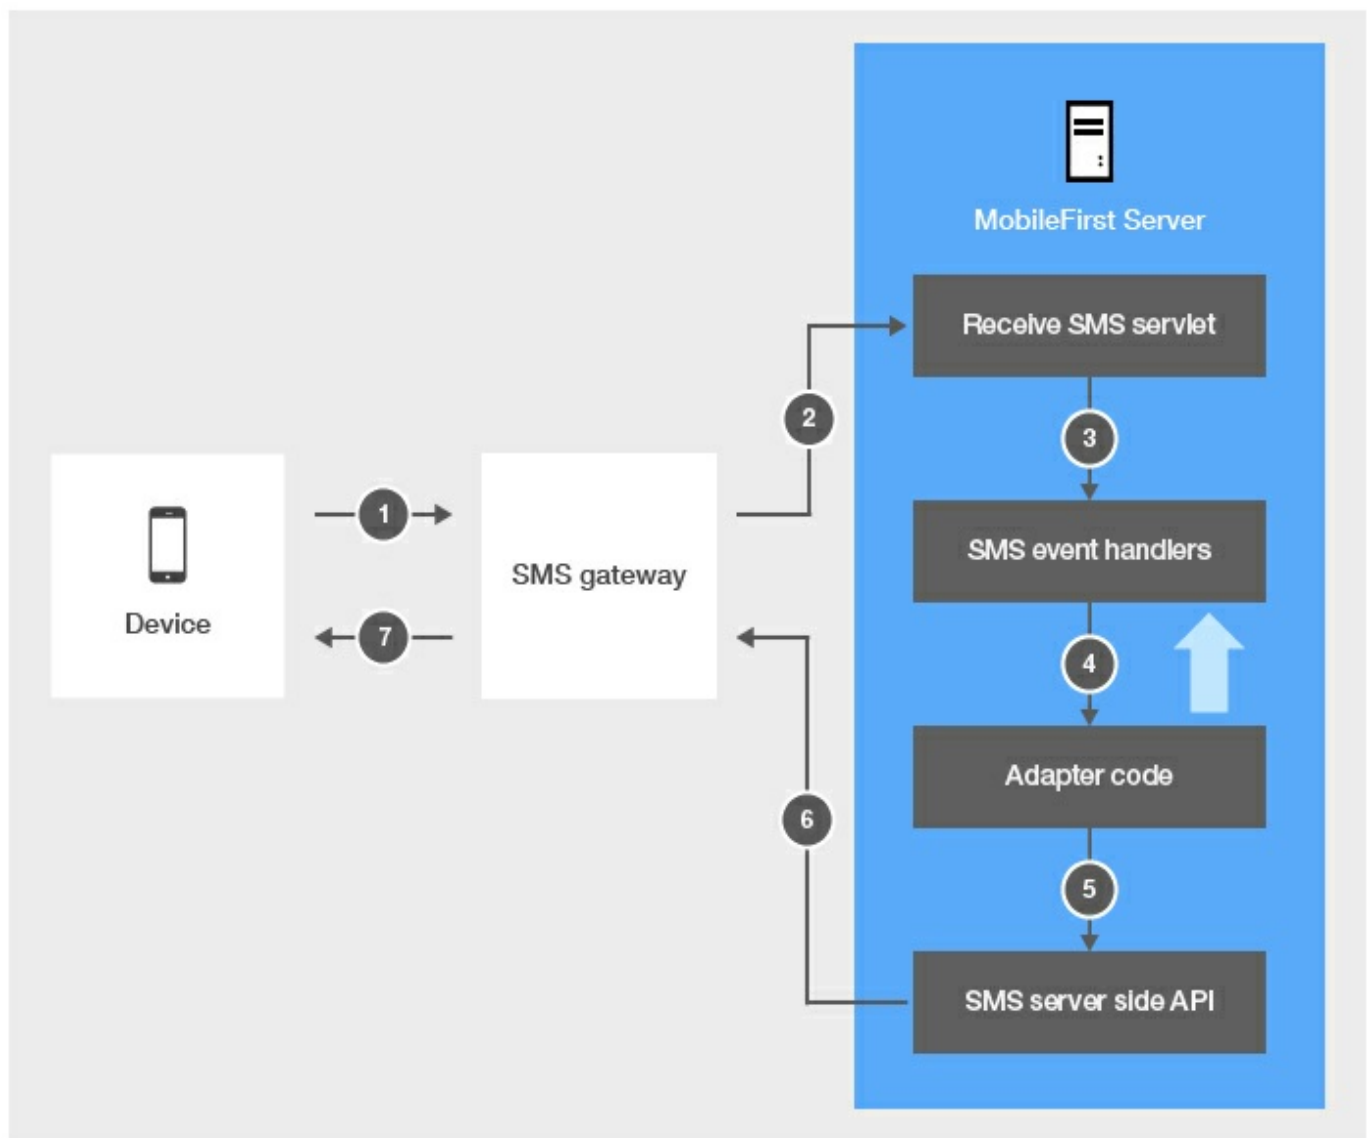 MobileFirst Server
Receive SMS servlet
2
3
1
SMS event handlers
SMS gateway
Device
7
4
Adapter code
6
5
SMS server side API